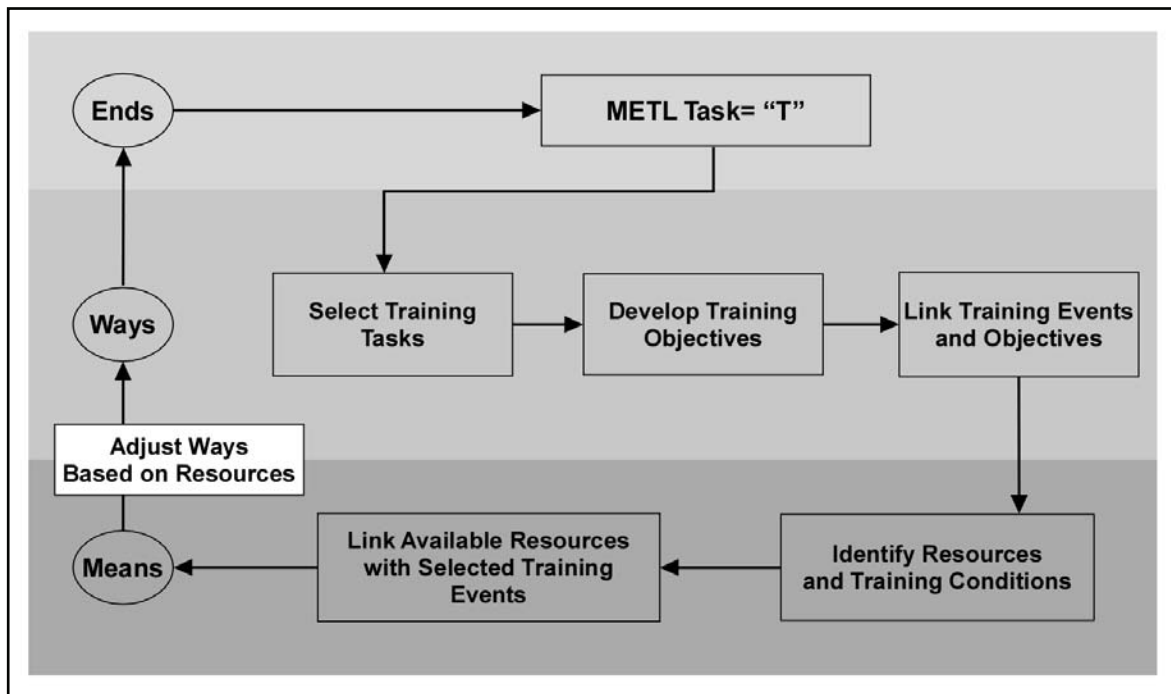 Ends
METL Task= “T”
Ways
Select Training
Tasks
Develop Training
Objectives
Link Training Events
and Objectives
Adjust Ways
Based on Resources
Means
Link Available Resources
with Selected Training
Events
Identify Resources
and Training Conditions